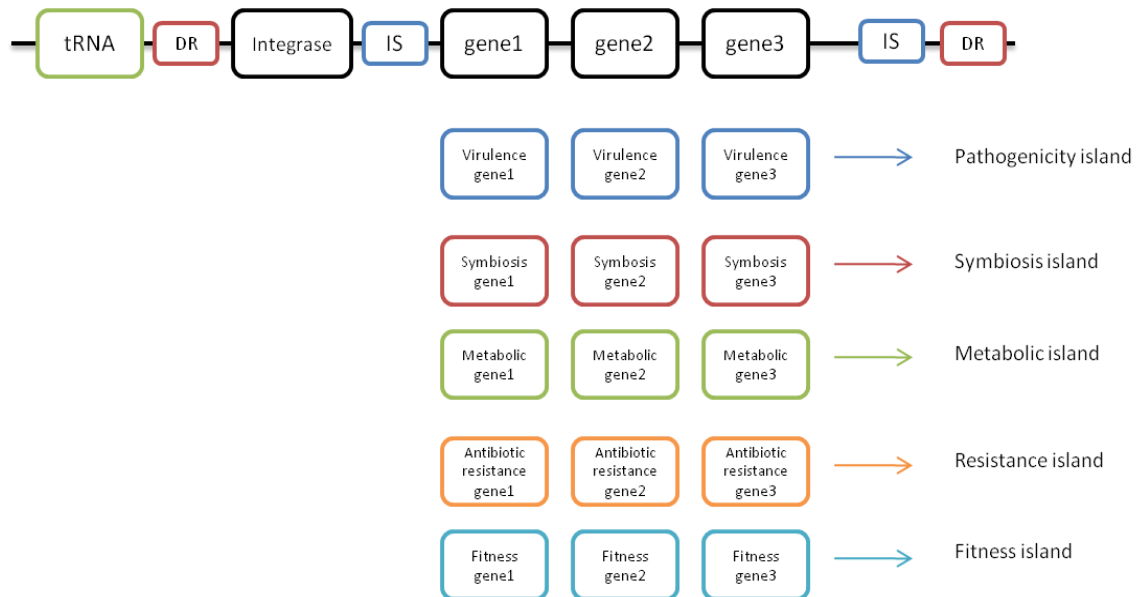 tRNA DR Integrase IS gene1 gene2 gene3 IS DR
Virulence gene1 Virulence gene2 Virulence gene3 Pathogenicity island
Symbiosis gene1 Symbosis gene2 Symbosis gene3 Symbiosis island
Metabolic gene1 Metabolic gene2 Metabolic gene3 Metabolic island
Antibiotic resistance gene1 Antibiotic resistance gene2 Antibiotic resistance gene3 Resistance island
Fitness gene1 Fitness gene2 Fitness gene3 Fitness island